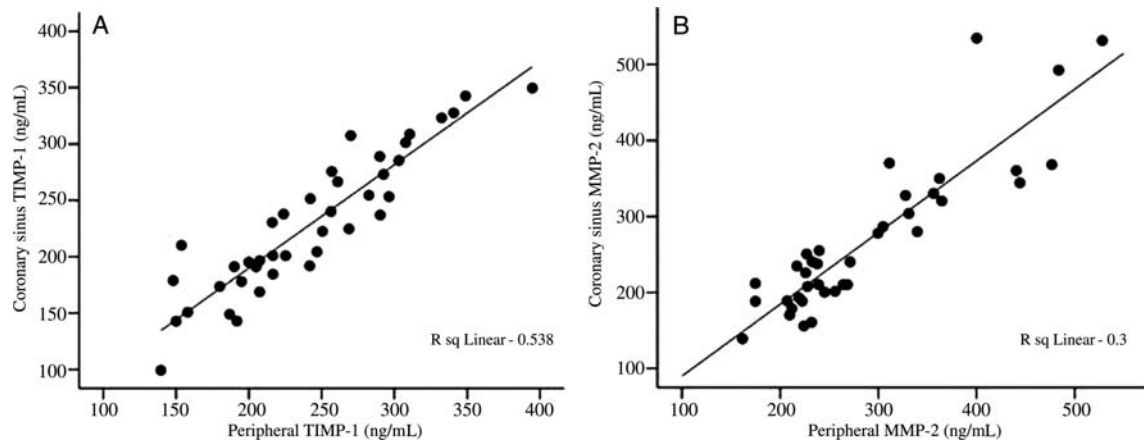 A
400
350
300
250
200
150
100
Coronary sinus TIMP-1 (ng/mL)
R sq Linear - 0.538
100 150 200 250 300 350 400
Peripheral TIMP-1 (ng/mL)
B
500
400
300
200
100
Coronary sinus MMP-2 (ng/mL)
R sq Linear - 0.3
100 200 300 400 500
Peripheral MMP-2 (ng/mL)